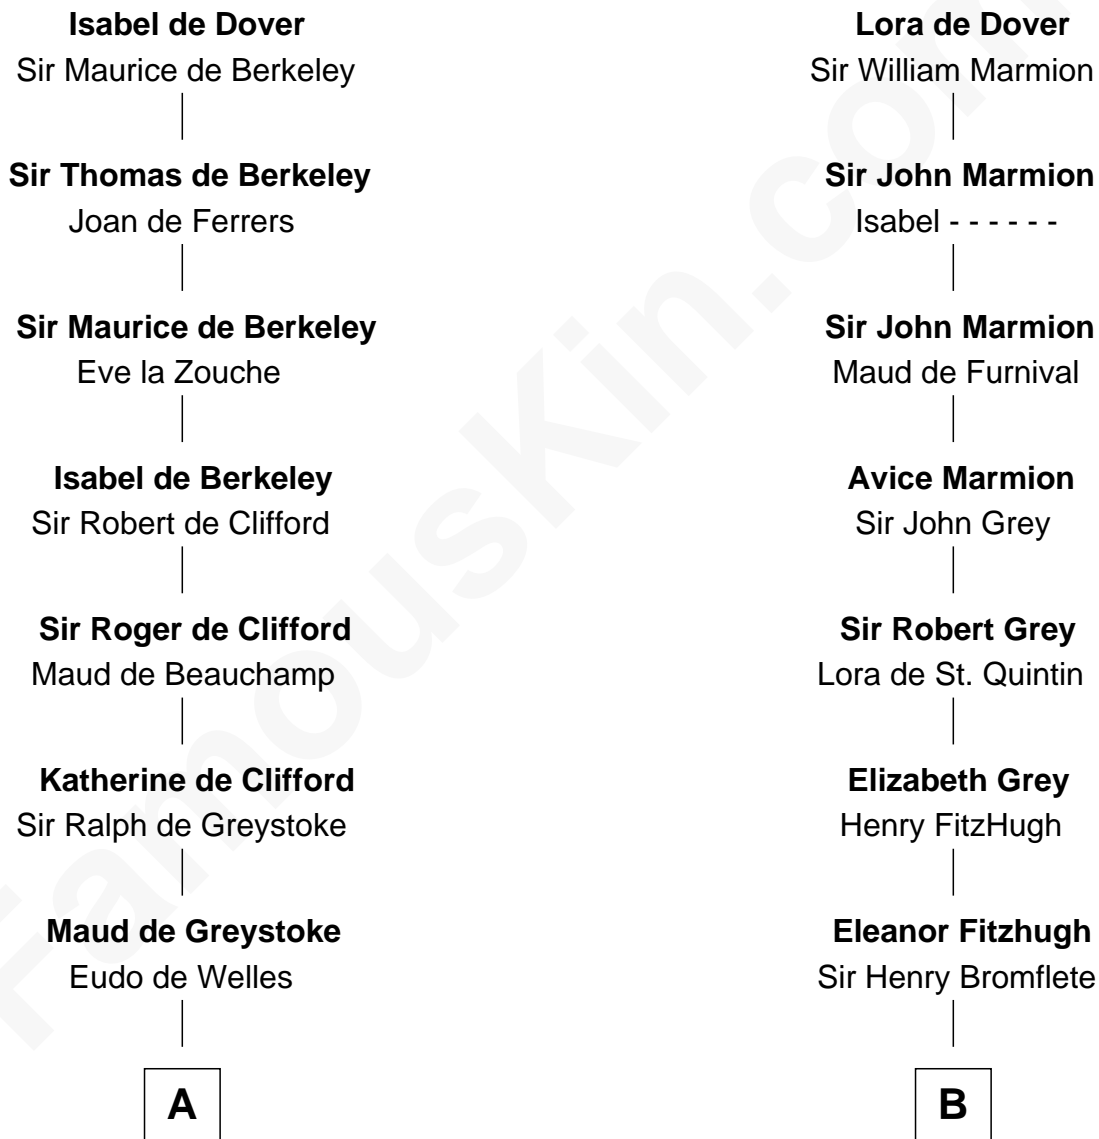 Isabel de Dover
Sir Maurice de Berkeley
Sir Thomas de Berkeley
Joan de Ferrers
Sir Maurice de Berkeley
Eve la Zouche
Isabel de Berkeley
Sir Robert de Clifford
Sir Roger de Clifford
Maud de Beauchamp
Katherine de Clifford
Sir Ralph de Greystoke
Maud de Greystoke
Eudo de Welles
A
Lora de Dover
Sir William Marmion
Sir John Marmion
Isabel - - - - - -
Sir John Marmion
Maud de Furnival
Avice Marmion
Sir John Grey
Sir Robert Grey
Lora de St. Quintin
Elizabeth Grey
Henry FitzHugh
Eleanor Fitzhugh
Sir Henry Bromflete
B
FamousKin.com